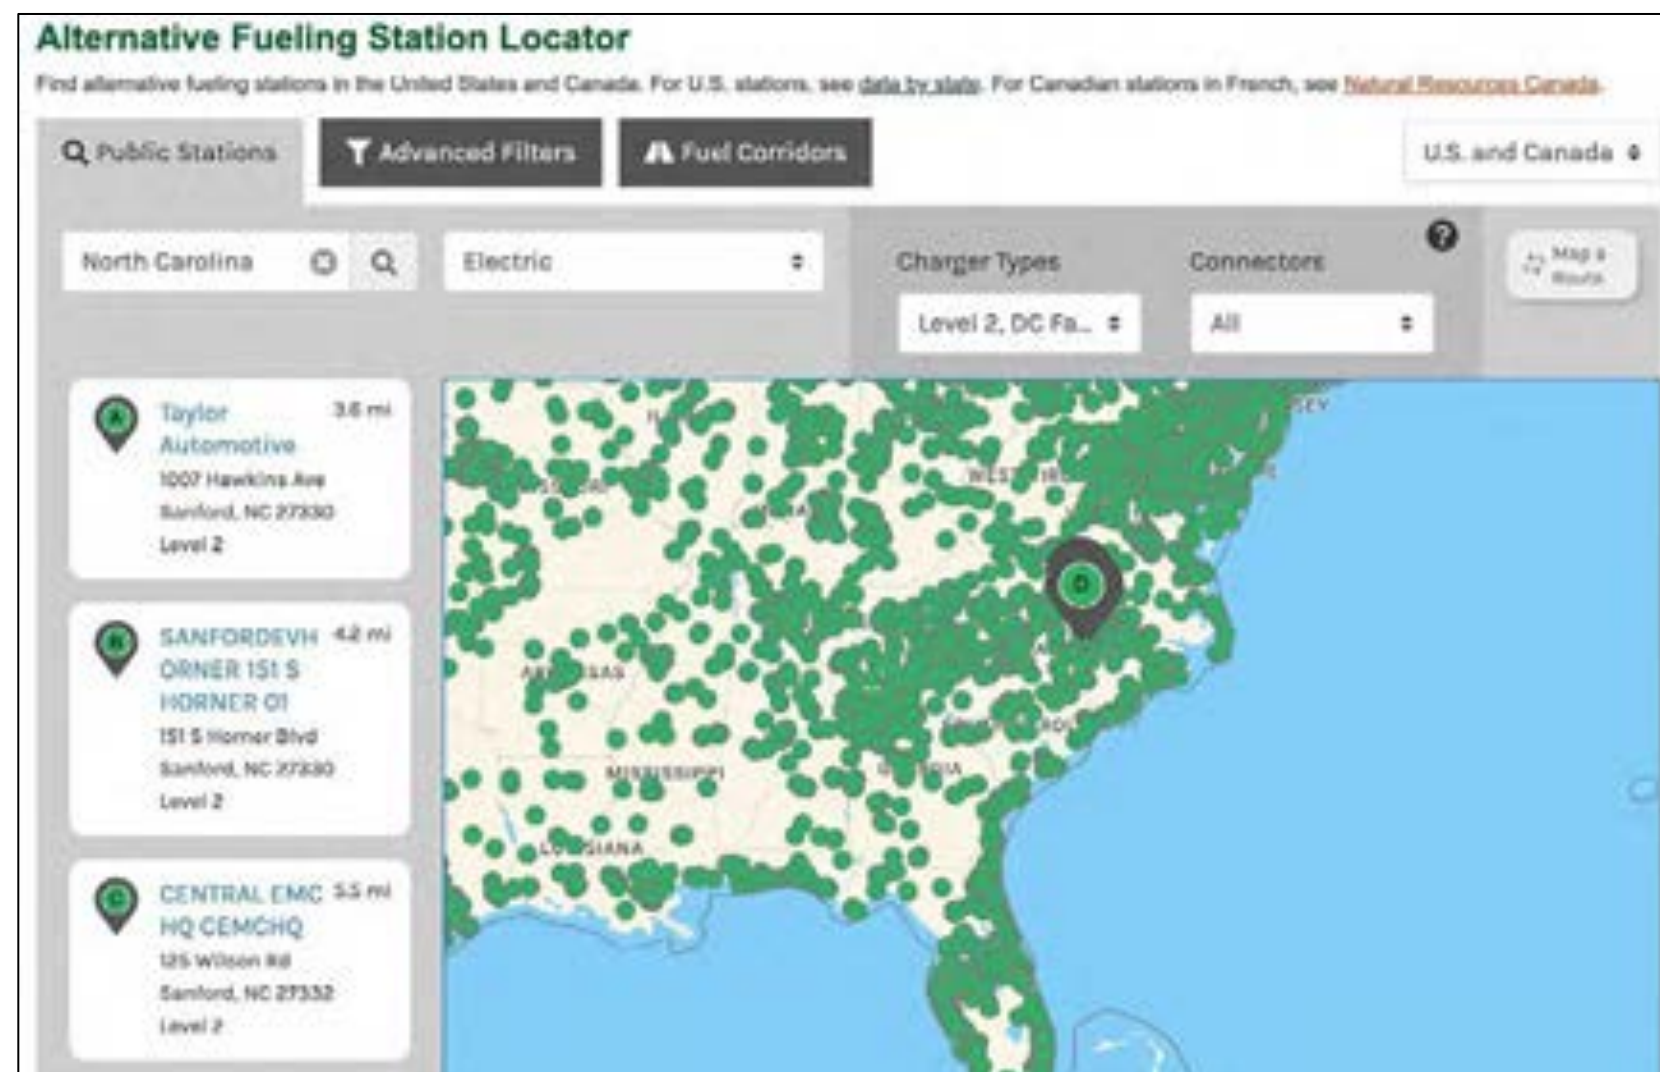 Alternative Fueling Station Locator
Find alternative fueling stations in the United States and Canada. For U.S. stations, see data by state. For Canadian stations in French, see Natural Resources Canada.
Public Stations
Advanced Filters
Fuel Corridors
U.S. and Canada
North Carolina
Electric
Charger Types
Connectors
?
Map a
Route
Level 2, DC Fa...
All
A
Taylor
3.6 mi
Automotive
1007 Hawkins Ave
Sanford, NC 27330
Level 2
B
SANFORDEVH
4.2 mi
ORNER 151 S
HORNER 01
151 S Horner Blvd
Sanford, NC 27330
Level 2
C
CENTRAL EMC
5.5 mi
HQ CEMCHQ
125 Wilson Rd
Sanford, NC 27332
Level 2
D
MISSISSIPPI